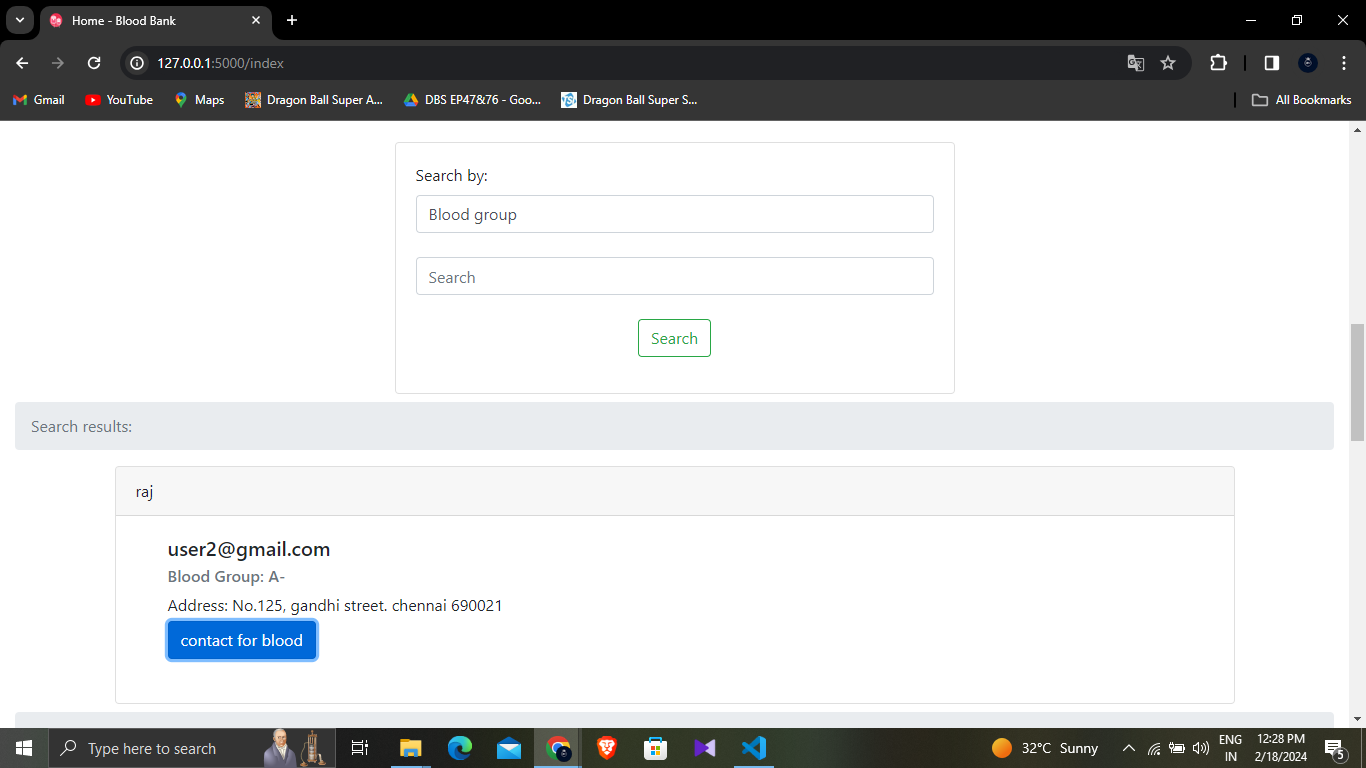 Home - Blood Bank
127.0.0.1:5000/index
Gmail YouTube Maps Dragon Ball Super A... DBS EP47&76 - Goo... Dragon Ball Super S... All Bookmarks
Search by:
Blood group
Search
Search
Search results:
raj
user2@gmail.com
Blood Group: A-
Address: No.125, gandhi street. chennai 690021
contact for blood
Type here to search
32°C Sunny
ENG
IN
12:28 PM
2/18/2024
5